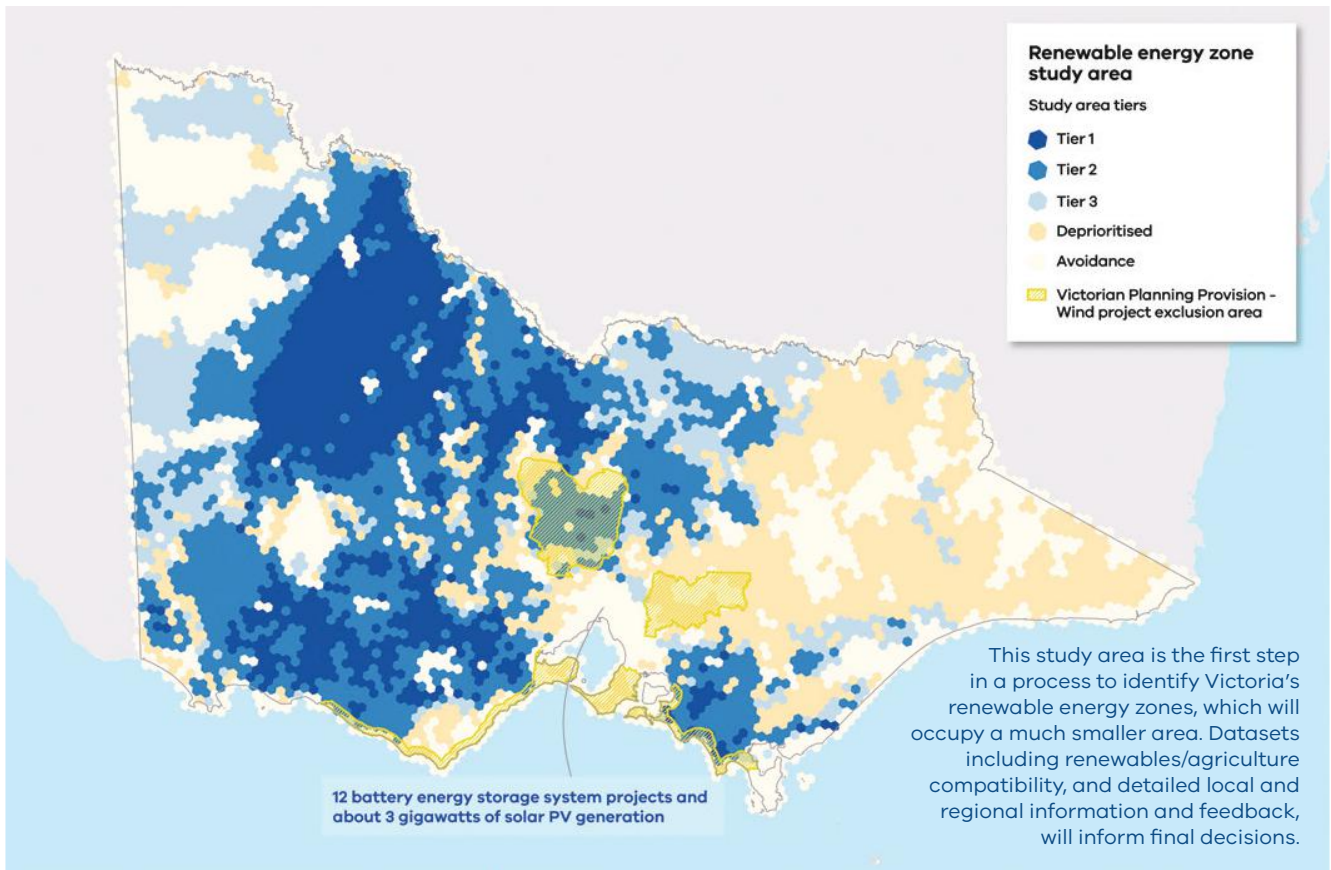 Renewable energy zone
study area
Study area tiers
Tier 1
Tier 2
Tier 3
Deprioritised
Avoidance
Victorian Planning Provision -
Wind project exclusion area
12 battery energy storage system projects and
about 3 gigawatts of solar PV generation
This study area is the first step
in a process to identify Victoria’s
renewable energy zones, which will
occupy a much smaller area. Datasets
including renewables/agriculture
compatibility, and detailed local and
regional information and feedback,
will inform final decisions.